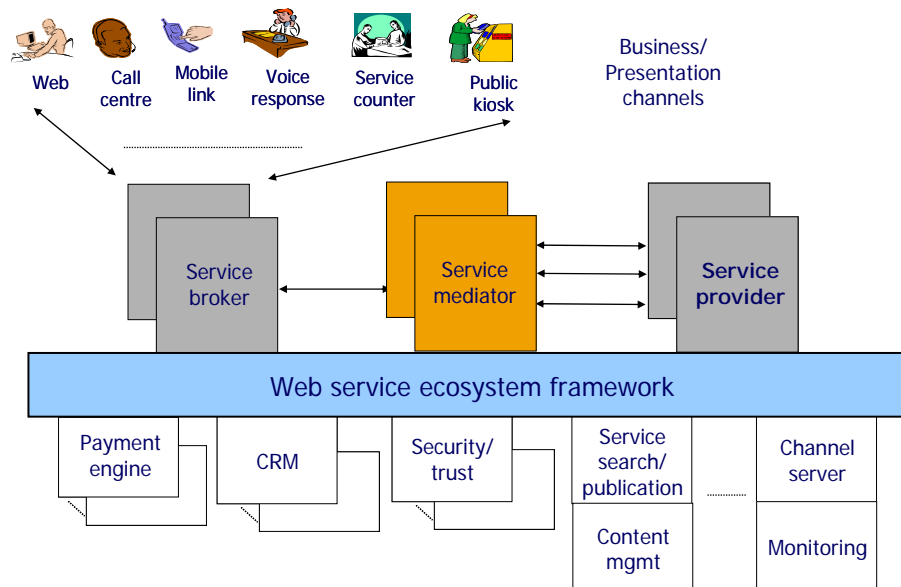 Web
Call
centre
Mobile
link
Voice
response
Service
counter
Public
kiosk
Business/
Presentation
channels
Service
broker
Service
mediator
Service
provider
Web service ecosystem framework
Payment
engine
CRM
Security/
trust
Service
search/
publication
Channel
server
Content
mgmt
Monitoring